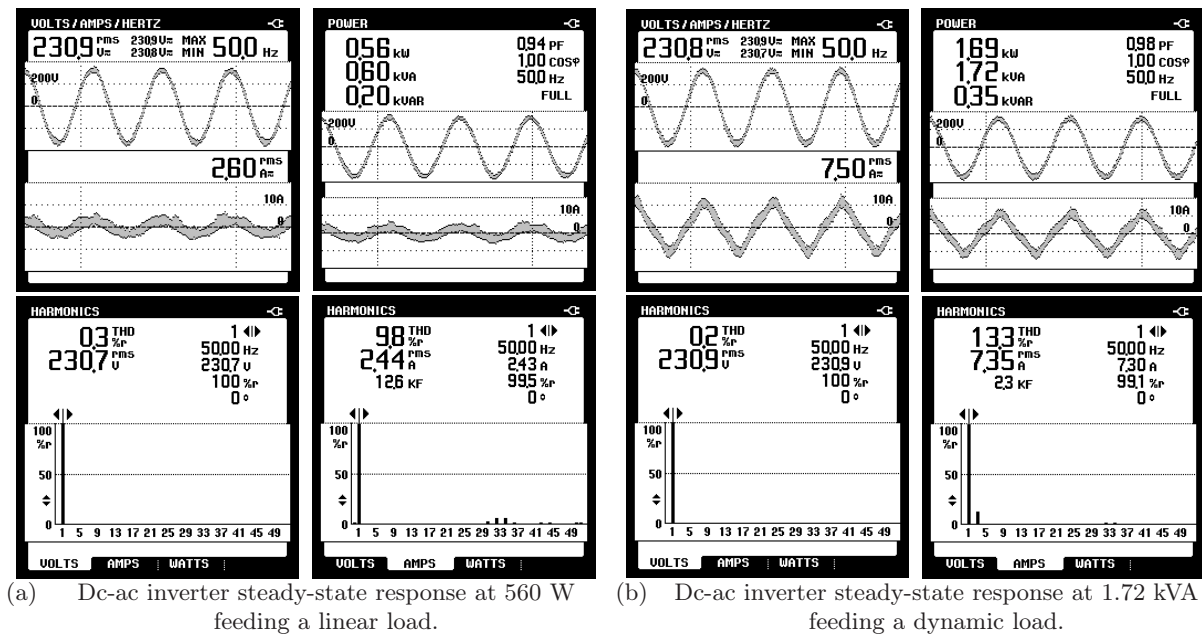 VOLTS/AMPS/HERTZ
230,9 rms V≂ 230,9 V≂ MAX 50,0 Hz
230,8 V≂ MIN
200V
0
2,60 rms A≂
10A
0
POWER
0,56 kW 0,94 PF
0,60 kVA 1,00 COSφ
50,0 Hz
0,20 kVAR FULL
200V
0
10A
0
HARMONICS
0,3 THD %r 1
50,00 Hz
230,7 rms V 230,7 V
100 %r
0 °
100
%r
50
0
1 5 9 13 17 21 25 29 33 37 41 45 49
VOLTS AMPS WATTS
HARMONICS
9,8 THD %r 1
50,00 Hz
2,44 rms A 2,43 A
12,6 KF 99,5 %r
0 °
100
%r
50
0
1 5 9 13 17 21 25 29 33 37 41 45 49
VOLTS AMPS WATTS
(a) Dc-ac inverter steady-state response at 560 W
feeding a linear load.
VOLTS/AMPS/HERTZ
230,8 rms V≂ 230,9 V≂ MAX 50,0 Hz
230,7 V≂ MIN
200V
0
7,50 rms A≂
10A
0
POWER
1,69 kW 0,98 PF
1,72 kVA 1,00 COSφ
50,0 Hz
0,35 kVAR FULL
200V
0
10A
0
HARMONICS
0,2 THD %r 1
50,00 Hz
230,9 rms V 230,9 V
100 %r
0 °
100
%r
50
0
1 5 9 13 17 21 25 29 33 37 41 45 49
VOLTS AMPS WATTS
HARMONICS
13,3 THD %r 1
50,00 Hz
7,35 rms A 7,30 A
2,3 KF 99,1 %r
0 °
100
%r
50
0
1 5 9 13 17 21 25 29 33 37 41 45 49
VOLTS AMPS WATTS
(b) Dc-ac inverter steady-state response at 1.72 kVA
feeding a dynamic load.